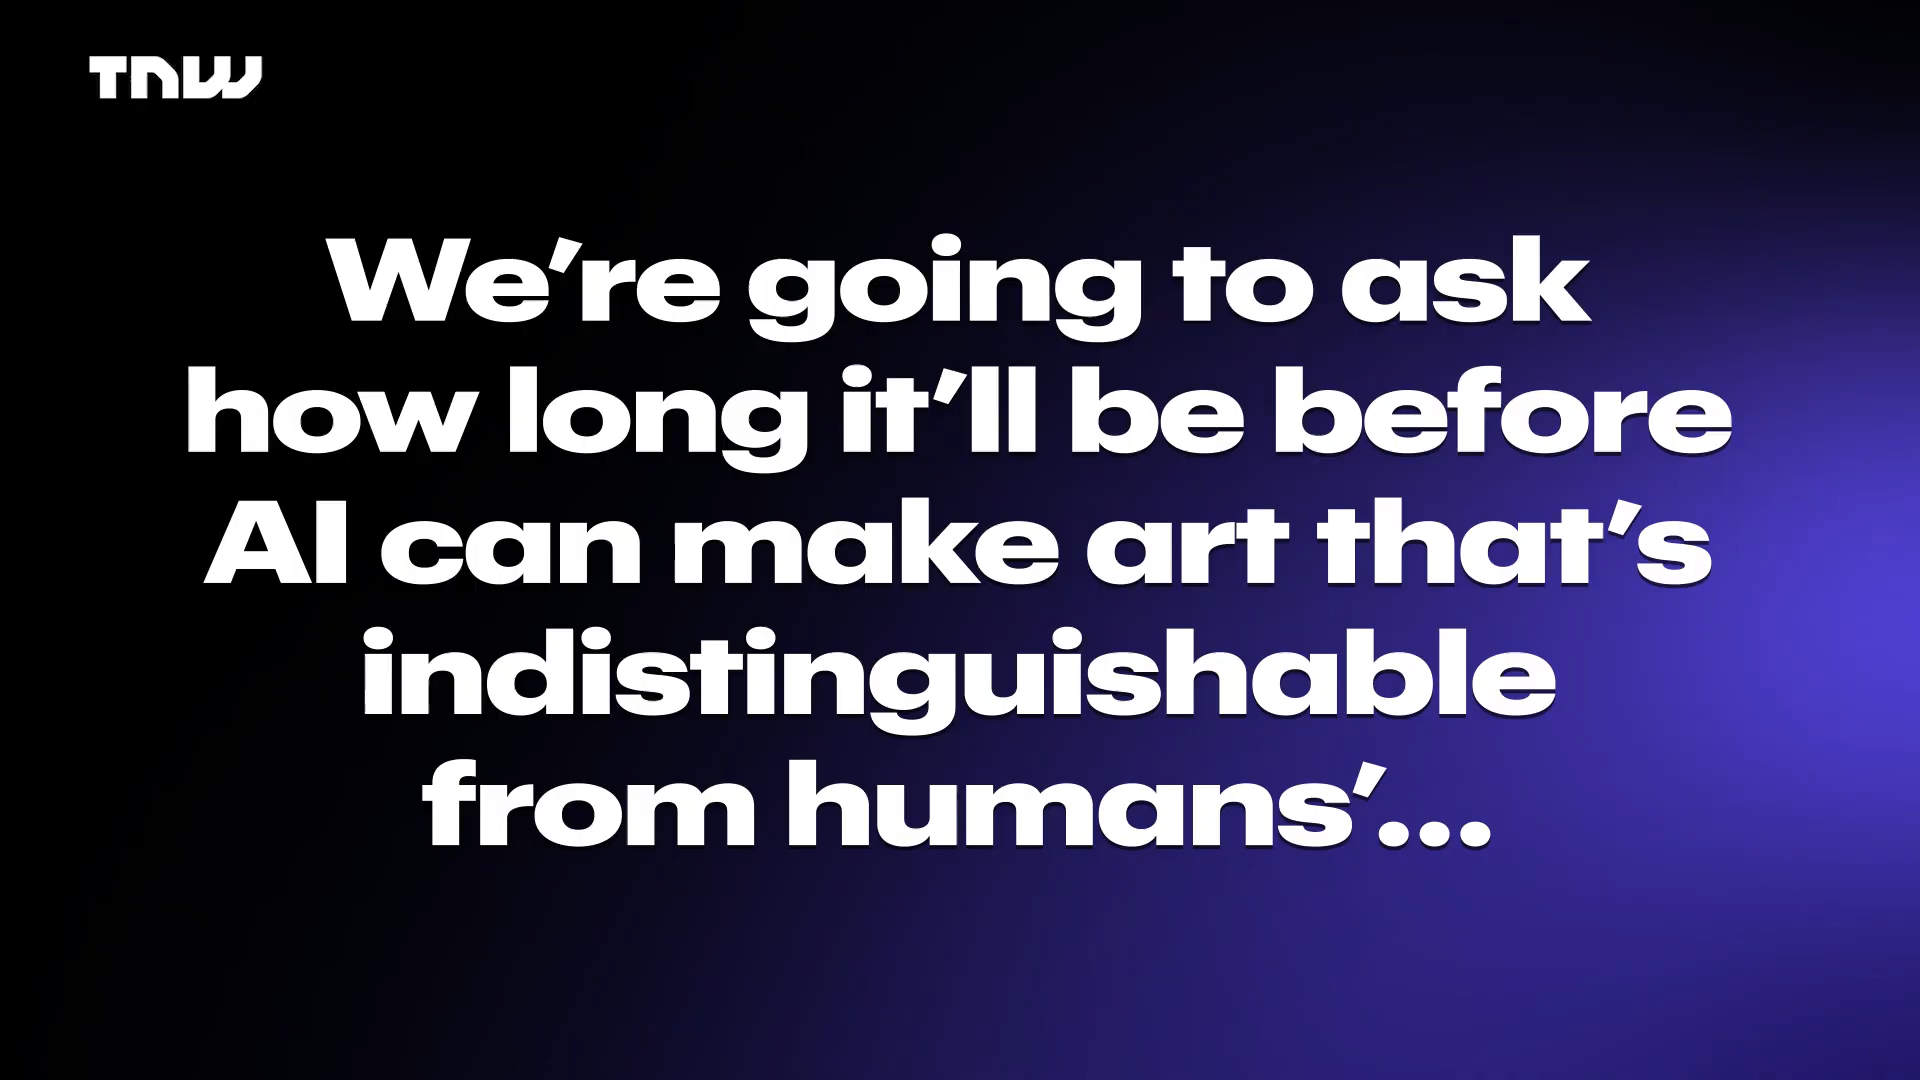 TNW
We’re going to ask
how long it’ll be before
AI can make art that’s
indistinguishable
from humans’...